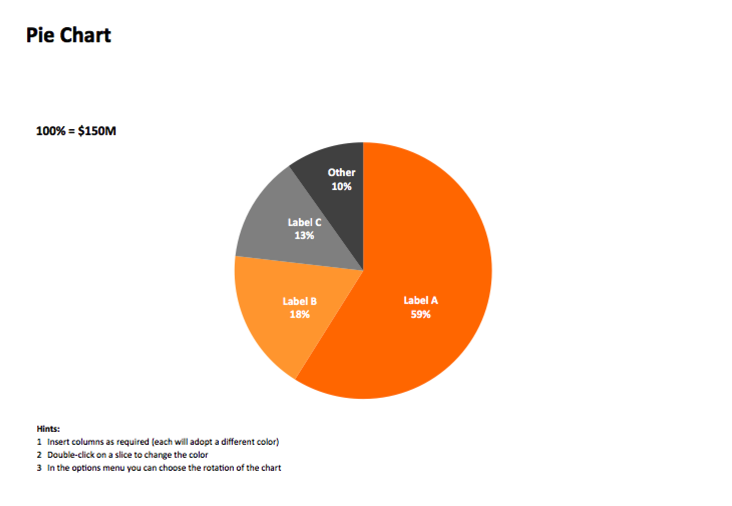 Pie Chart
100% = $150M
Other
10%
Label C
13%
Label B
18%
Label A
59%
Hints:
1 Insert columns as required (each will adopt a different color)
2 Double-click on a slice to change the color
3 In the options menu you can choose the rotation of the chart